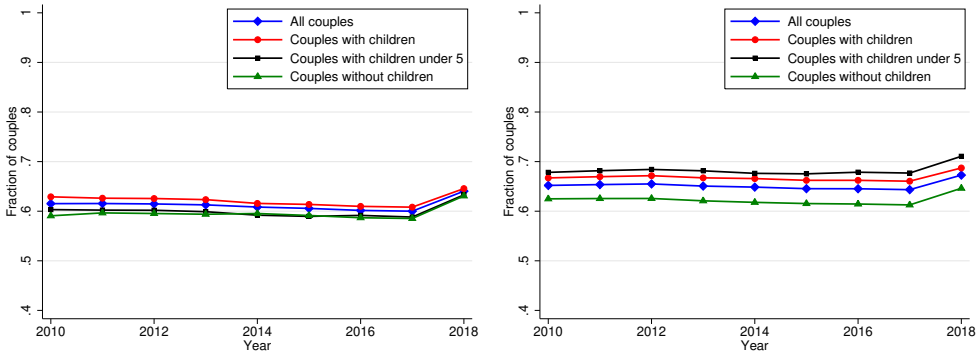 All couples
Couples with children
Couples with children under 5
Couples without children
Fraction of couples
1
.9
.8
.7
.6
.5
.4
2010 2012 2014 2016 2018
Year
All couples
Couples with children
Couples with children under 5
Couples without children
Fraction of couples
1
.9
.8
.7
.6
.5
.4
2010 2012 2014 2016 2018
Year